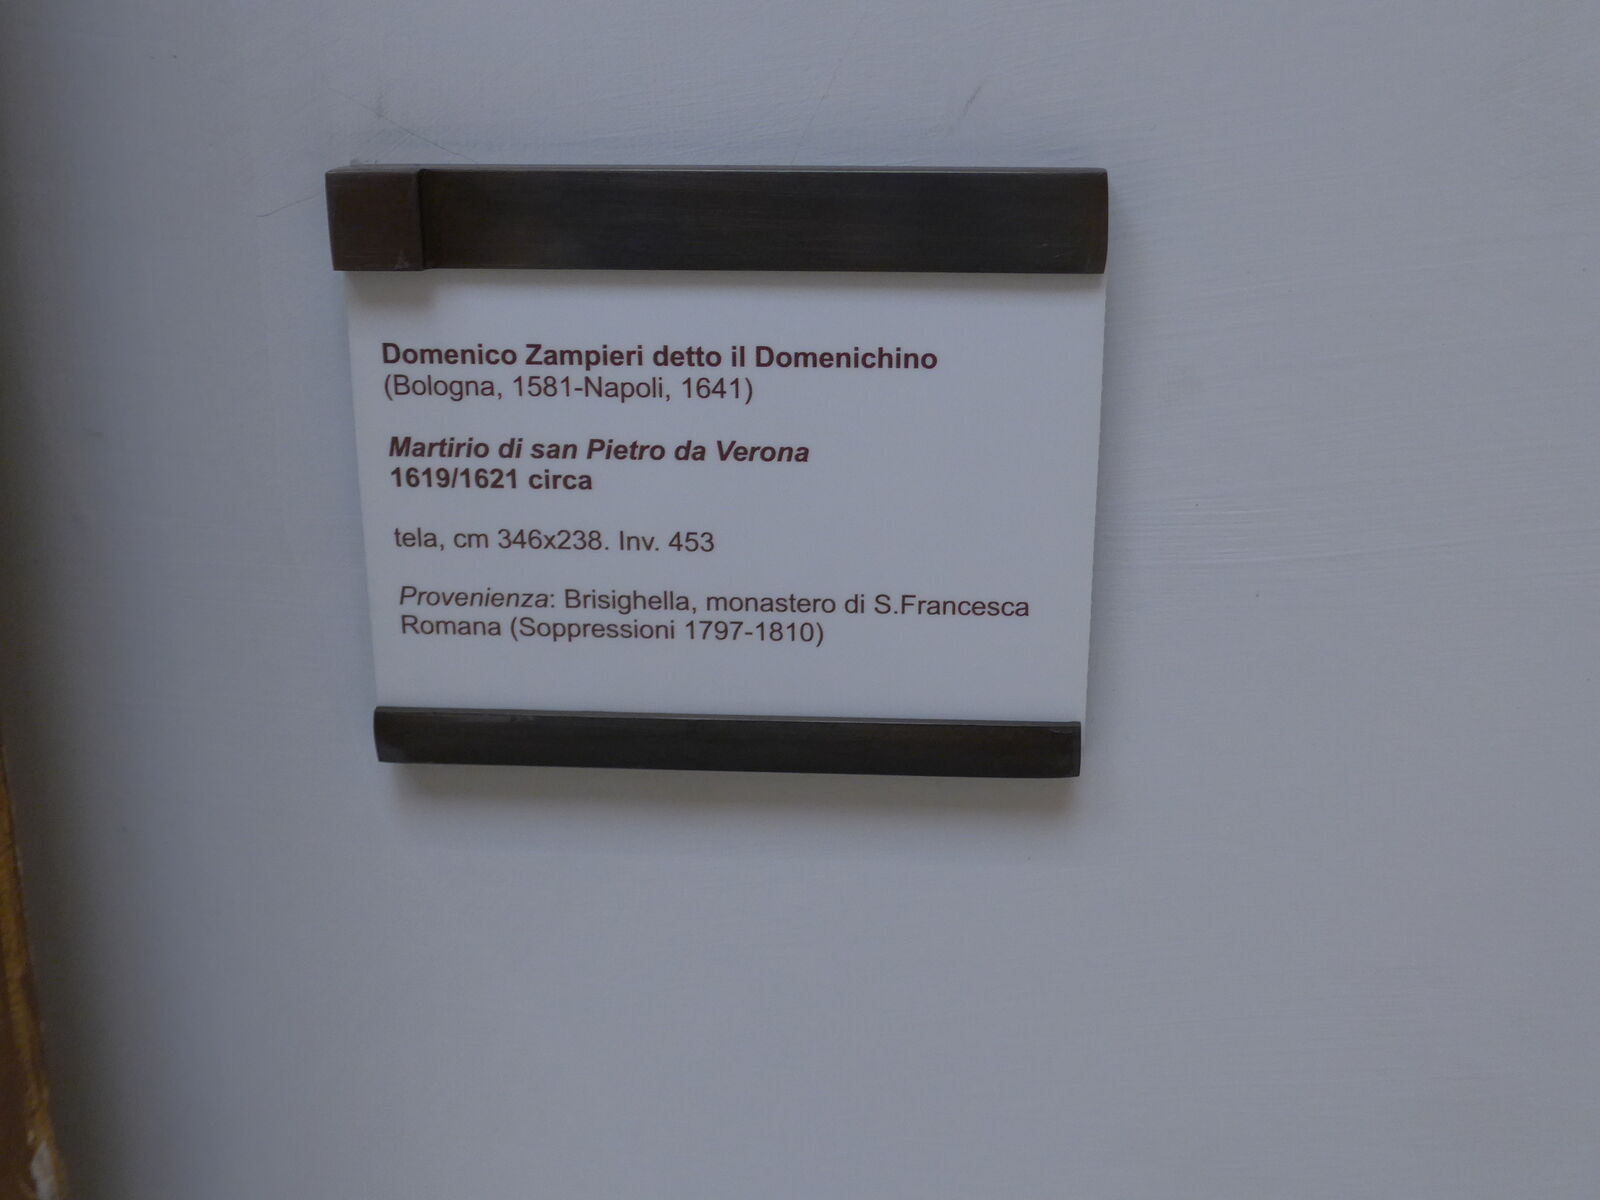 Domenico Zampieri detto il Domenichino
(Bologna, 1581-Napoli, 1641)
Martirio di san Pietro da Verona
1619/1621 circa
tela, cm 346x238. Inv. 453
Provenienza: Brisighella, monastero di S.Francesca
Romana (Soppressioni 1797-1810)